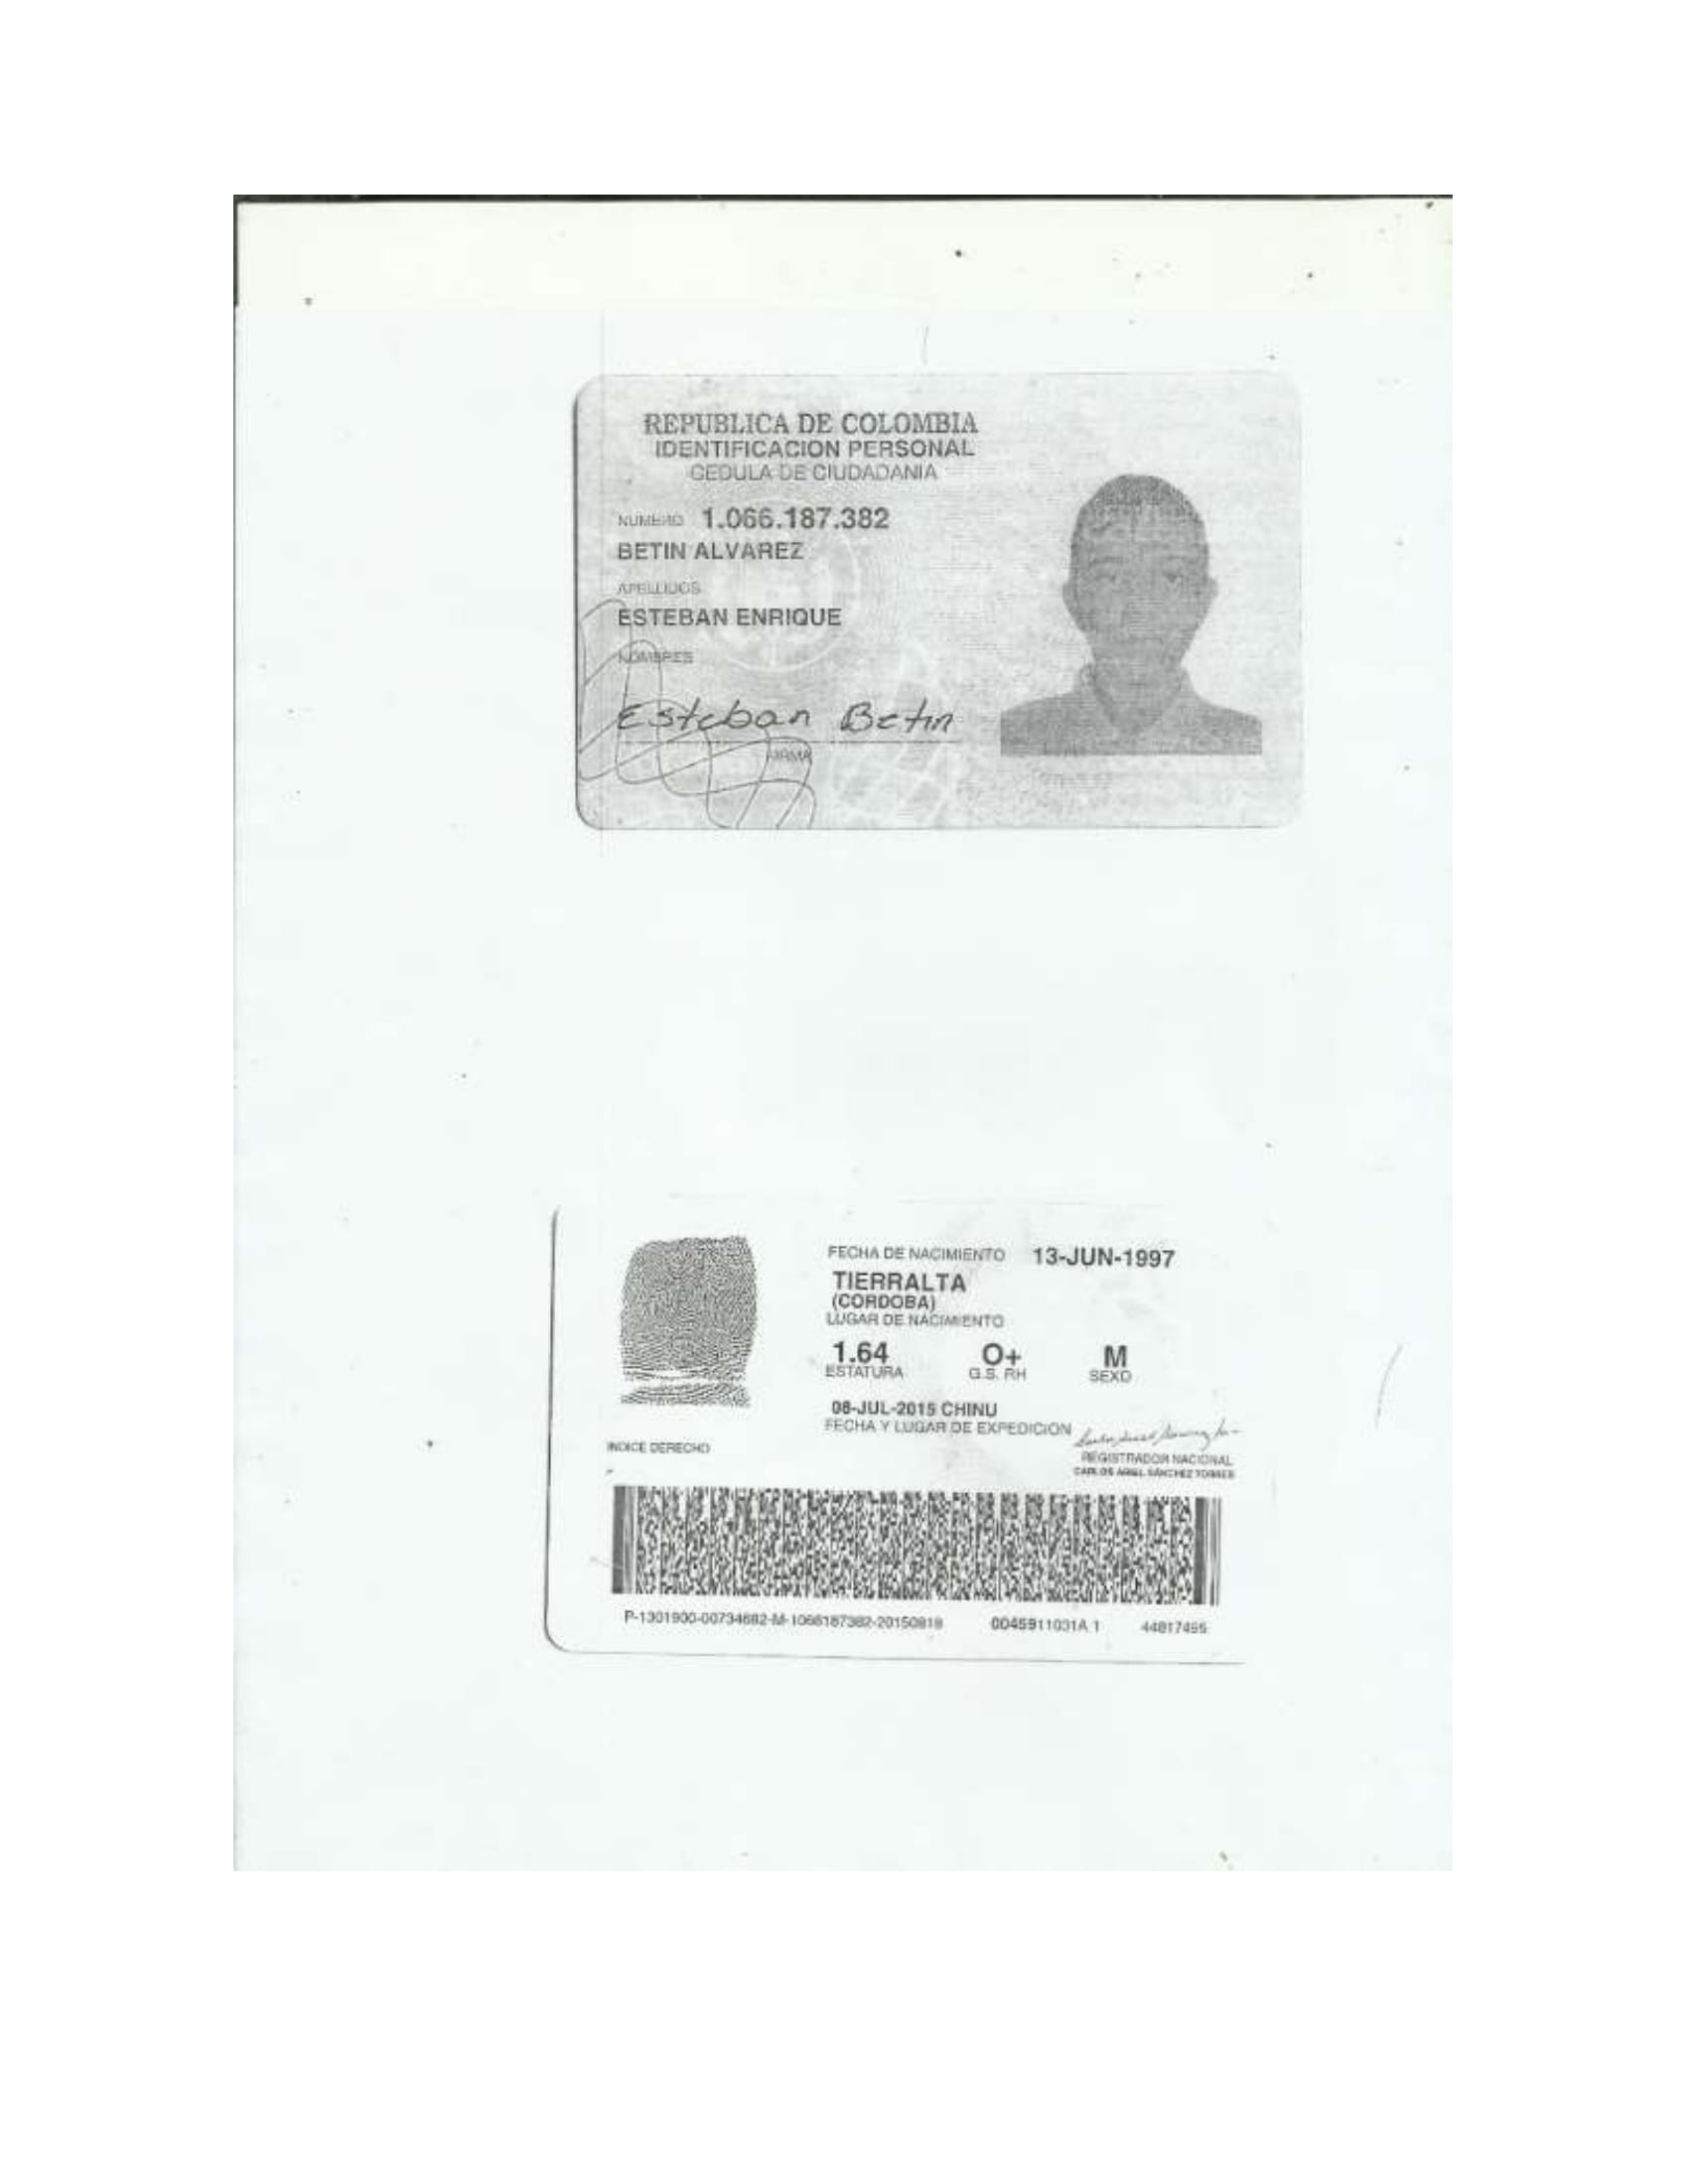 REPUBLICA DE COLOMBIA
IDENTIFICACION PERSONAL
CEDULA DE CIUDADANIA
NUMERO 1.066.187.382
BETIN ALVAREZ
APELLIDOS
ESTEBAN ENRIQUE
NOMBRES
Esteban Betin
FIRMA
FECHA DE NACIMIENTO 13-JUN-1997
TIERRALTA
(CORDOBA)
LUGAR DE NACIMIENTO
1.64 O+ M
ESTATURA G.S. RH SEXO
08-JUL-2015 CHINU
FECHA Y LUGAR DE EXPEDICION
INDICE DERECHO
REGISTRADOR NACIONAL
CARLOS ARIEL SÁNCHEZ TORRES
P-1301900-00734682-M-1066187382-20150819 0045911031A 1 44817495